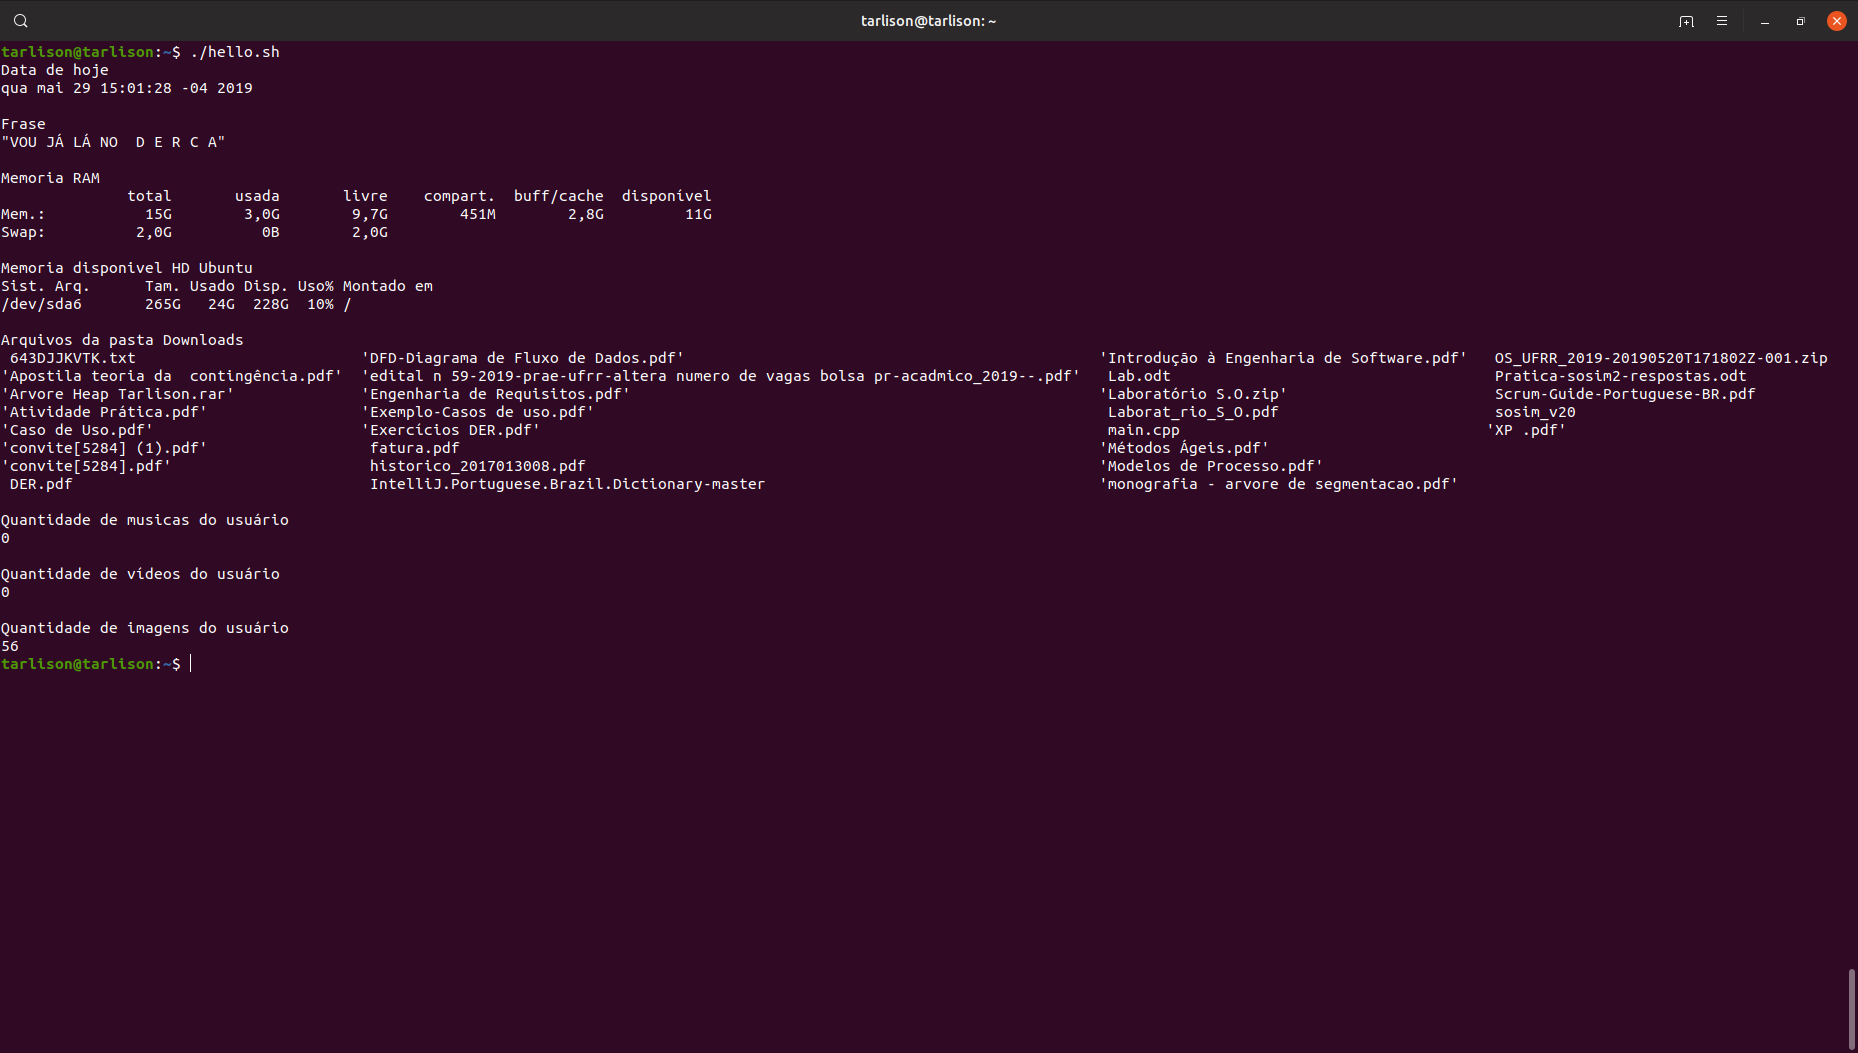 tarlison@tarlison: ~
tarlison@tarlison:~$ ./hello.sh
Data de hoje
qua mai 29 15:01:28 -04 2019
Frase
"VOU JÁ LÁ NO  D E R C A"
Memoria RAM
              total       usada       livre    compart.  buff/cache  disponível
Mem.:           15G        3,0G        9,7G        451M        2,8G         11G
Swap:          2,0G          0B        2,0G
Memoria disponivel HD Ubuntu
Sist. Arq.      Tam. Usado Disp. Uso% Montado em
/dev/sda6       265G   24G  228G  10% /
Arquivos da pasta Downloads
 643DJJKVTK.txt                         'DFD-Diagrama de Fluxo de Dados.pdf'                                              'Introdução à Engenharia de Software.pdf'   OS_UFRR_2019-20190520T171802Z-001.zip
'Apostila teoria da  contingência.pdf'  'edital n 59-2019-prae-ufrr-altera numero de vagas bolsa pr-acadmico_2019--.pdf'   Lab.odt                                    Pratica-sosim2-respostas.odt
'Arvore Heap Tarlison.rar'              'Engenharia de Requisitos.pdf'                                                    'Laboratório S.O.zip'                       Scrum-Guide-Portuguese-BR.pdf
'Atividade Prática.pdf'                 'Exemplo-Casos de uso.pdf'                                                         Laborat_rio_S_O.pdf                        sosim_v20
'Caso de Uso.pdf'                       'Exercícios DER.pdf'                                                               main.cpp                                  'XP .pdf'
'convite[5284] (1).pdf'                  fatura.pdf                                                                       'Métodos Ágeis.pdf'
'convite[5284].pdf'                      historico_2017013008.pdf                                                         'Modelos de Processo.pdf'
 DER.pdf                                 IntelliJ.Portuguese.Brazil.Dictionary-master                                     'monografia - arvore de segmentacao.pdf'
Quantidade de musicas do usuário
0
Quantidade de vídeos do usuário
0
Quantidade de imagens do usuário
56
tarlison@tarlison:~$